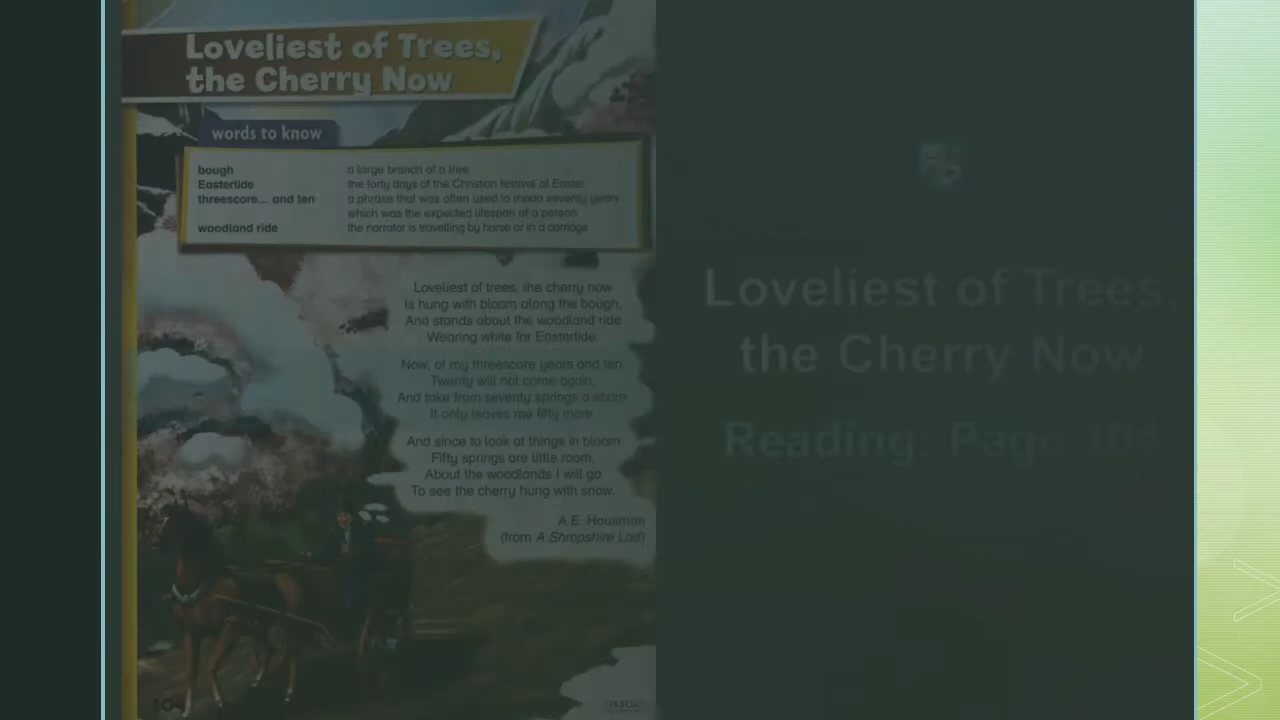 Loveliest of Trees,
the Cherry Now
words to know
bough a large branch of a tree
Eastertide the forty days of the Christian festival of Easter
threescore... and ten a phrase that was often used to mean seventy years
which was the expected lifespan of a person
woodland ride the narrator is travelling by horse or in a carriage
Loveliest of trees, the cherry now
Is hung with bloom along the bough,
And stands about the woodland ride
Wearing white for Eastertide.
Now, of my threescore years and ten,
Twenty will not come again,
And take from seventy springs a score,
It only leaves me fifty more.
And since to look at things in bloom
Fifty springs are little room,
About the woodlands I will go
To see the cherry hung with snow.
A.E. Housman
(from A Shropshire Lad)
104
Loveliest of Trees,
the Cherry Now
Reading: Page 104